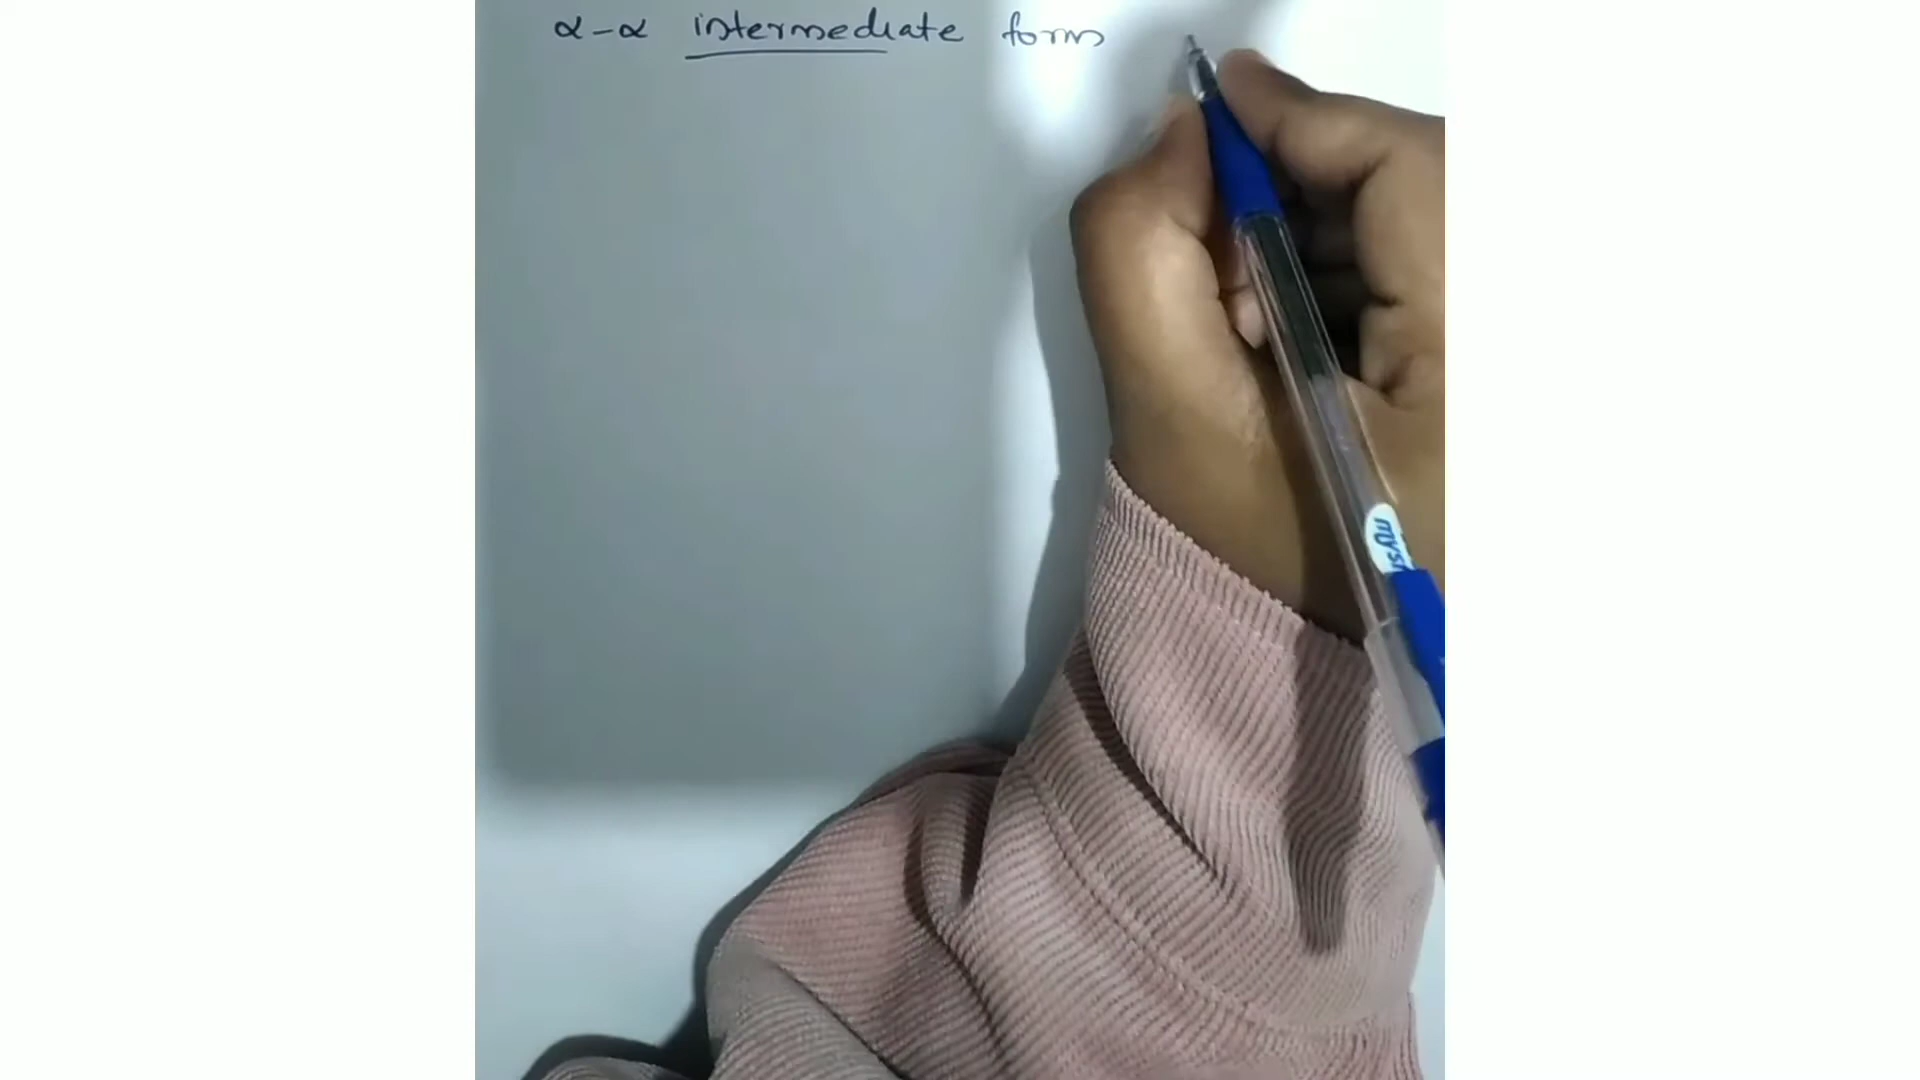 α-α intermediate form